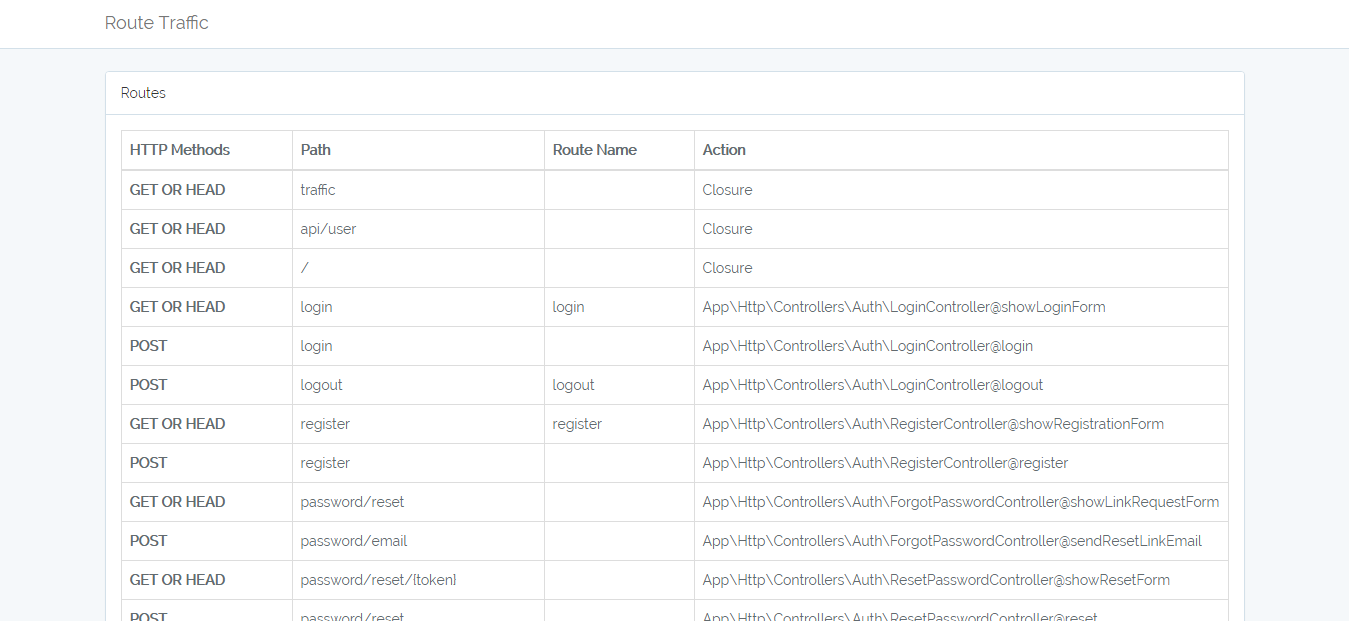 Route Traffic
Routes
HTTP Methods Path Route Name Action
GET OR HEAD traffic Closure
GET OR HEAD api/user Closure
GET OR HEAD / Closure
GET OR HEAD login login App\Http\Controllers\Auth\LoginController@showLoginForm
POST login App\Http\Controllers\Auth\LoginController@login
POST logout logout App\Http\Controllers\Auth\LoginController@logout
GET OR HEAD register register App\Http\Controllers\Auth\RegisterController@showRegistrationForm
POST register App\Http\Controllers\Auth\RegisterController@register
GET OR HEAD password/reset App\Http\Controllers\Auth\ForgotPasswordController@showLinkRequestForm
POST password/email App\Http\Controllers\Auth\ForgotPasswordController@sendResetLinkEmail
GET OR HEAD password/reset/{token} App\Http\Controllers\Auth\ResetPasswordController@showResetForm
POST password/reset App\Http\Controllers\Auth\ResetPasswordController@reset